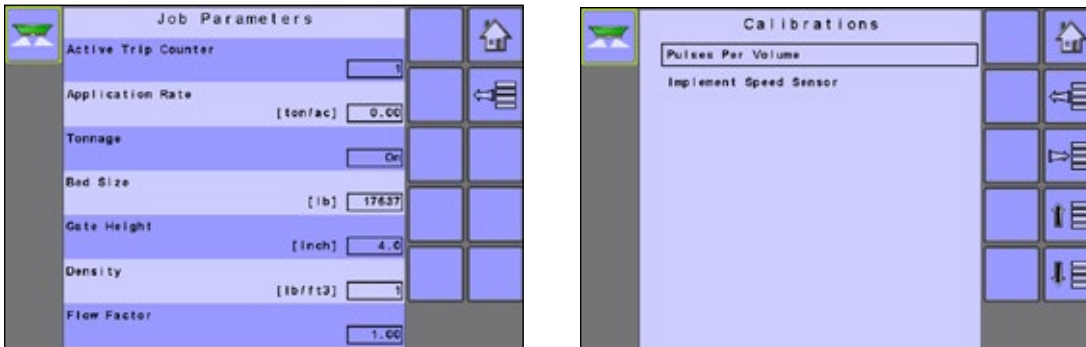 Job Parameters
Active Trip Counter
1
Application Rate
[ton/ac] 0.00
Tonnage
On
Bed Size
[lb] 17637
Gate Height
[inch] 4.0
Density
[lb/ft3] 1
Flow Factor
1.00
Calibrations
Pulses Per Volume
Implement Speed Sensor